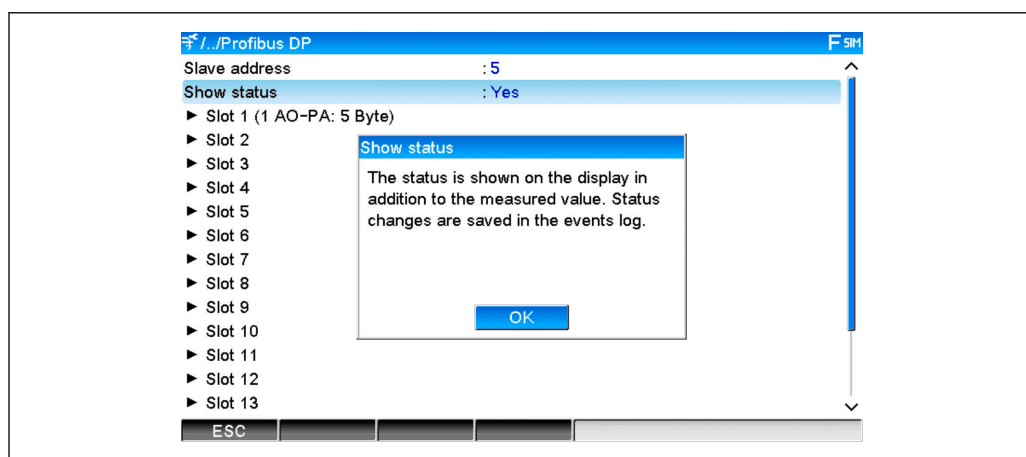 /../Profibus DP
F SIM
Slave address : 5
Show status : Yes
► Slot 1 (1 AO-PA: 5 Byte)
► Slot 2
► Slot 3
► Slot 4
► Slot 5
► Slot 6
► Slot 7
► Slot 8
► Slot 9
► Slot 10
► Slot 11
► Slot 12
► Slot 13
Show status
The status is shown on the display in
addition to the measured value. Status
changes are saved in the events log.
OK
ESC